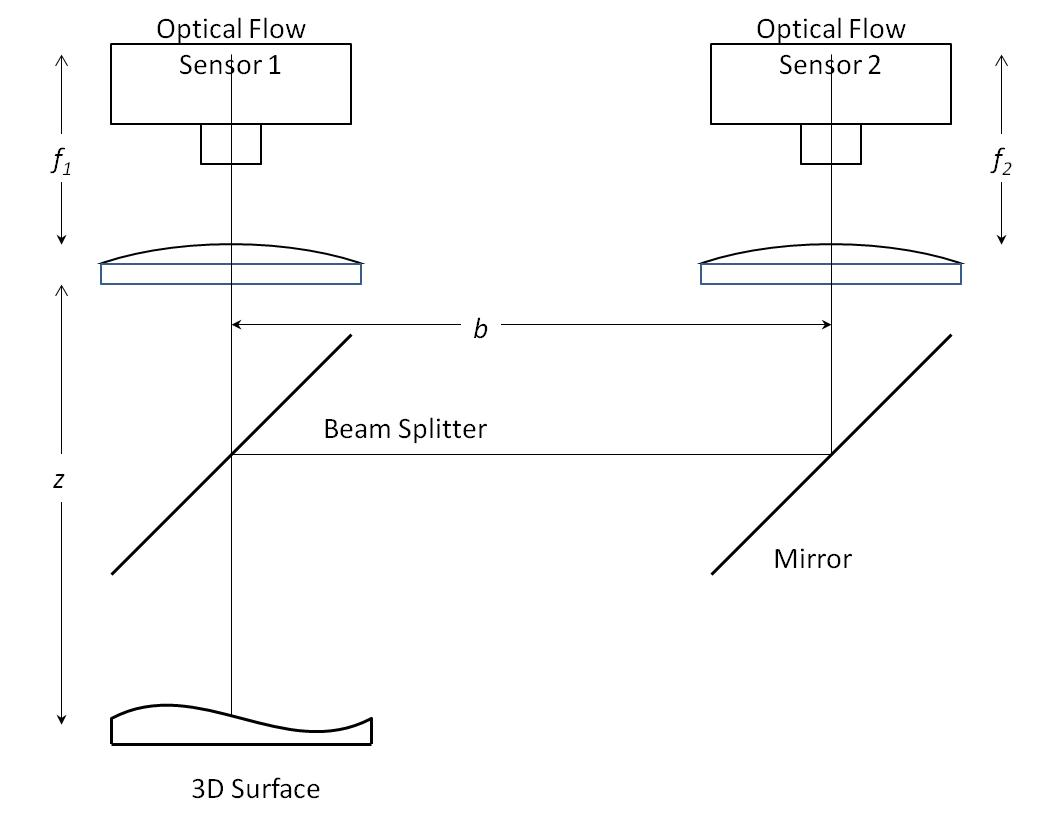 Optical Flow
Sensor 1
Optical Flow
Sensor 2
f1
f2
b
Beam Splitter
z
Mirror
3D Surface